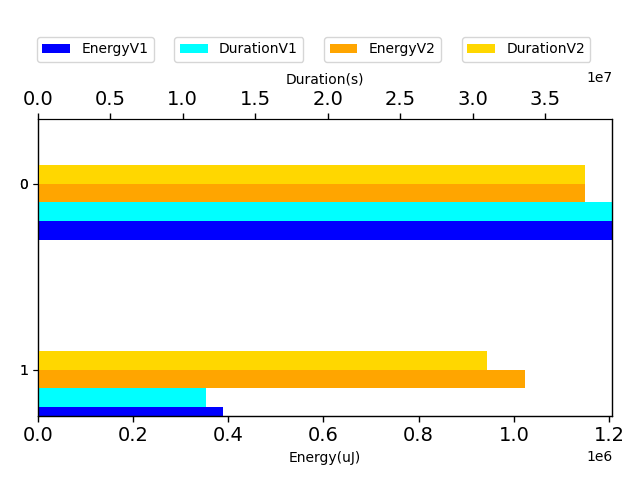 EnergyV1 DurationV1 EnergyV2 DurationV2
Duration(s) 1e7
0.0 0.5 1.0 1.5 2.0 2.5 3.0 3.5
0
1
0.0 0.2 0.4 0.6 0.8 1.0 1.2
Energy(uJ) 1e6